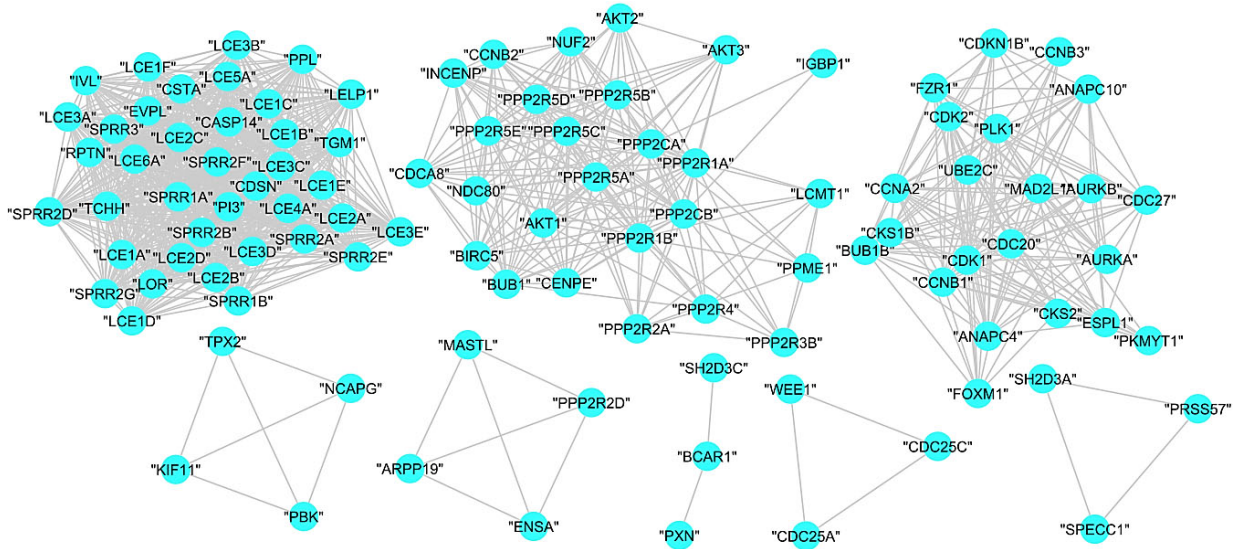 "LCE3B"
"LCE1F"
"PPL"
"IVL"
"CSTA"
"LCE5A"
"LELP1"
"LCE3A"
"EVPL"
"LCE1C"
"SPRR3"
"CASP14"
"LCE2C"
"LCE1B"
"TGM1"
"RPTN"
"LCE6A"
"SPRR2F"
"LCE3C"
"SPRR1A"
"CDSN"
"LCE1E"
"SPRR2D"
"TCHH"
"PI3"
"LCE4A"
"LCE2A"
"SPRR2B"
"SPRR2A"
"LCE3E"
"LCE1A"
"LCE2D"
"LCE3D"
"SPRR2E"
"SPRR2G"
"LOR"
"LCE2B"
"SPRR1B"
"LCE1D"
"AKT2"
"NUF2"
"AKT3"
"CCNB2"
"IGBP1"
"INCENP"
"PPP2R5D"
"PPP2R5B"
"PPP2R5E"
"PPP2R5C"
"PPP2CA"
"PPP2R1A"
"CDCA8"
"NDC80"
"PPP2R5A"
"LCMT1"
"AKT1"
"PPP2CB"
"PPP2R1B"
"BIRC5"
"PPME1"
"BUB1"
"CENPE"
"PPP2R4"
"PPP2R2A"
"PPP2R3B"
"CDKN1B"
"CCNB3"
"FZR1"
"ANAPC10"
"CDK2"
"PLK1"
"UBE2C"
"CCNA2"
"MAD2L1"
"AURKB"
"CDC27"
"CKS1B"
"BUB1B"
"CDC20"
"CDK1"
"AURKA"
"CCNB1"
"CKS2"
"ESPL1"
"ANAPC4"
"PKMYT1"
"FOXM1"
"TPX2"
"NCAPG"
"KIF11"
"PBK"
"MASTL"
"PPP2R2D"
"ARPP19"
"ENSA"
"SH2D3C"
"BCAR1"
"PXN"
"WEE1"
"CDC25C"
"CDC25A"
"SH2D3A"
"PRSS57"
"SPECC1"